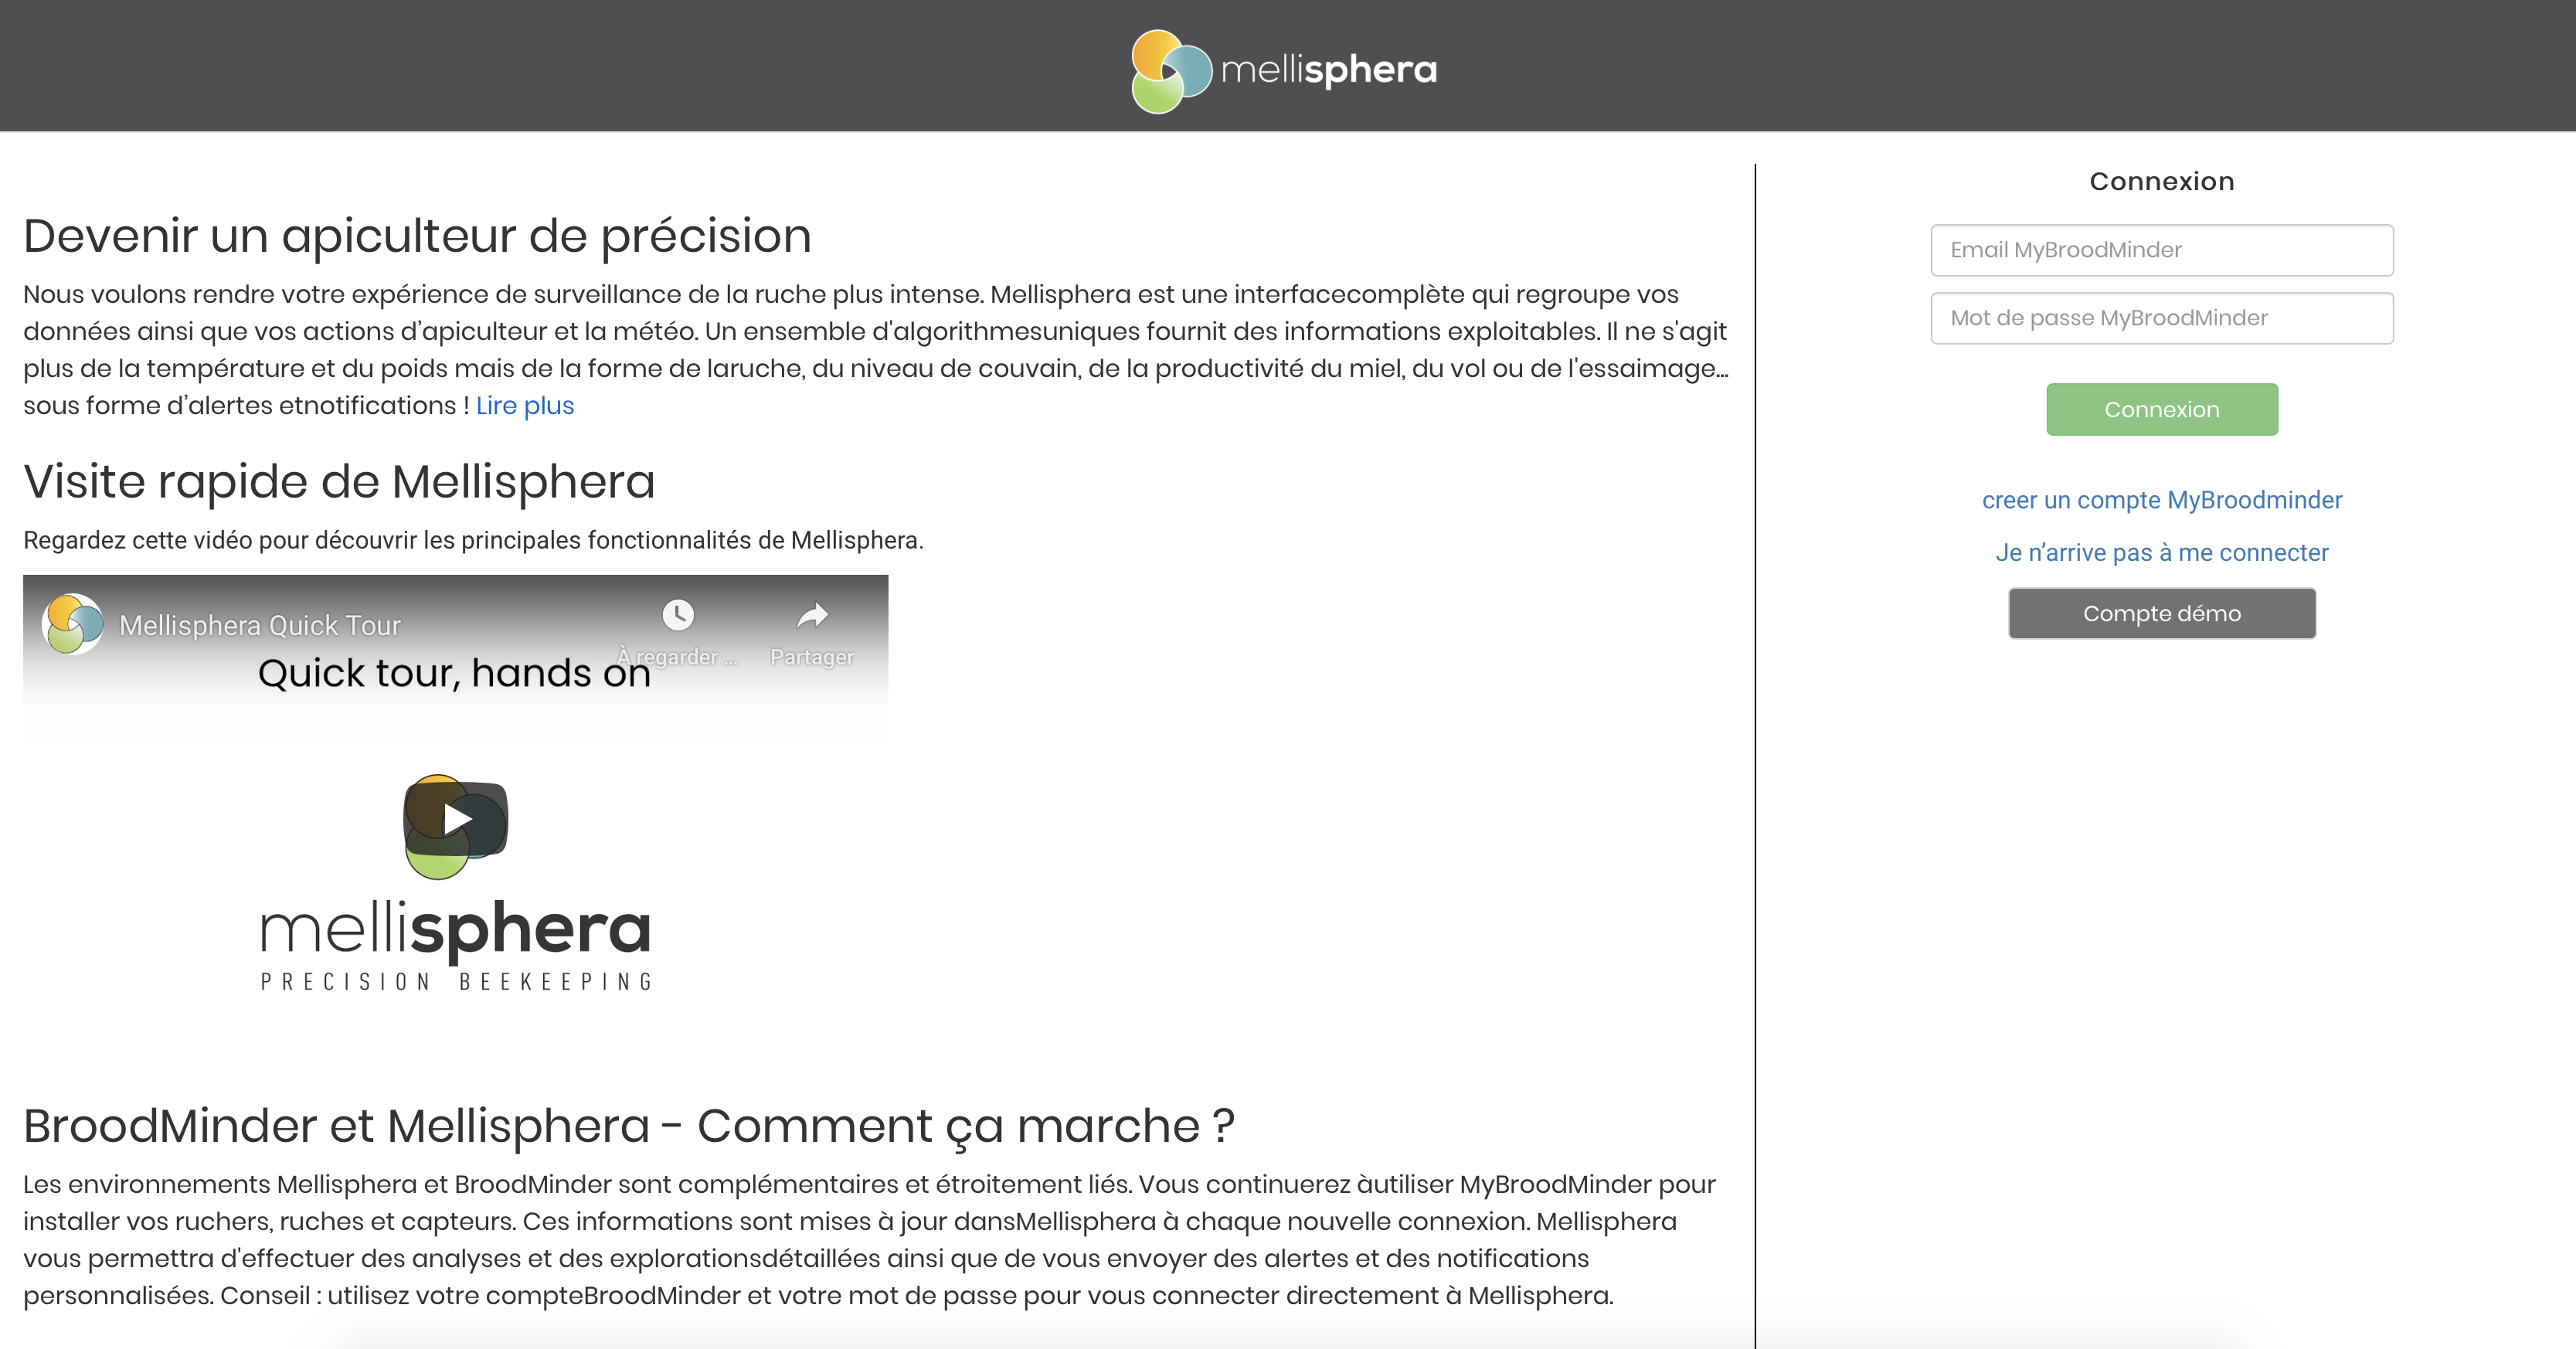 mellisphera
Devenir un apiculteur de précision
Nous voulons rendre votre expérience de surveillance de la ruche plus intense. Mellisphera est une interfacecomplète qui regroupe vos
données ainsi que vos actions d’apiculteur et la météo. Un ensemble d'algorithmesuniques fournit des informations exploitables. Il ne s'agit
plus de la température et du poids mais de la forme de laruche, du niveau de couvain, de la productivité du miel, du vol ou de l'essaimage...
sous forme d’alertes etnotifications ! Lire plus
Visite rapide de Mellisphera
Regardez cette vidéo pour découvrir les principales fonctionnalités de Mellisphera.
Mellisphera Quick Tour
À regarder ...
Partager
Quick tour, hands on
mellisphera
PRECISION BEEKEEPING
BroodMinder et Mellisphera - Comment ça marche ?
Les environnements Mellisphera et BroodMinder sont complémentaires et étroitement liés. Vous continuerez àutiliser MyBroodMinder pour
installer vos ruchers, ruches et capteurs. Ces informations sont mises à jour dansMellisphera à chaque nouvelle connexion. Mellisphera
vous permettra d'effectuer des analyses et des explorationsdétaillées ainsi que de vous envoyer des alertes et des notifications
personnalisées. Conseil : utilisez votre compteBroodMinder et votre mot de passe pour vous connecter directement à Mellisphera.
Connexion
Email MyBroodMinder
Mot de passe MyBroodMinder
Connexion
creer un compte MyBroodminder
Je n’arrive pas à me connecter
Compte démo